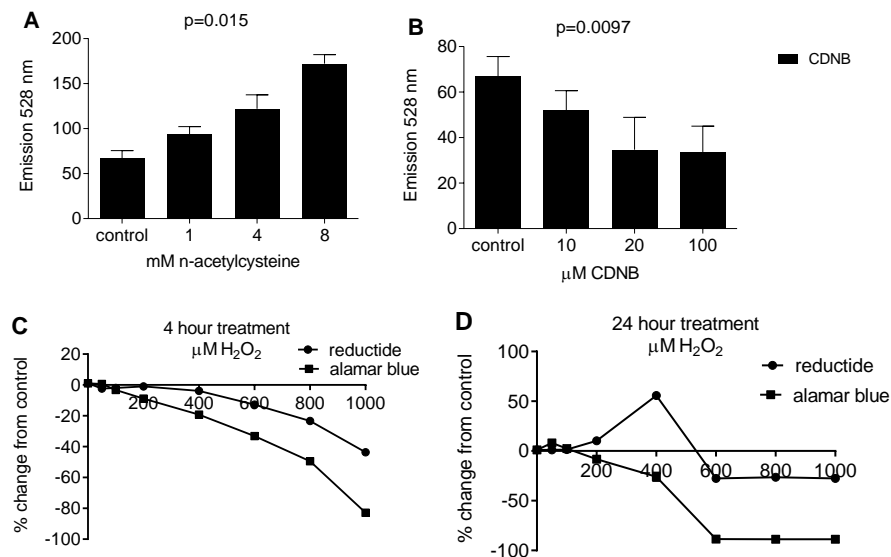 A
p=0.015
200
150
100
50
0
Emission 528 nm
control 1 4 8
mM n-acetylcysteine
B
p=0.0097
CDNB
80
60
40
20
0
Emission 528 nm
control 10 20 100
μM CDNB
C
4 hour treatment
μM H₂O₂
reductide
alamar blue
20
0
-20
-40
-60
-80
-100
% change from control
200 400 600 800 1000
D
24 hour treatment
μM H₂O₂
reductide
alamar blue
100
50
0
-50
-100
% change from control
200 400 600 800 1000